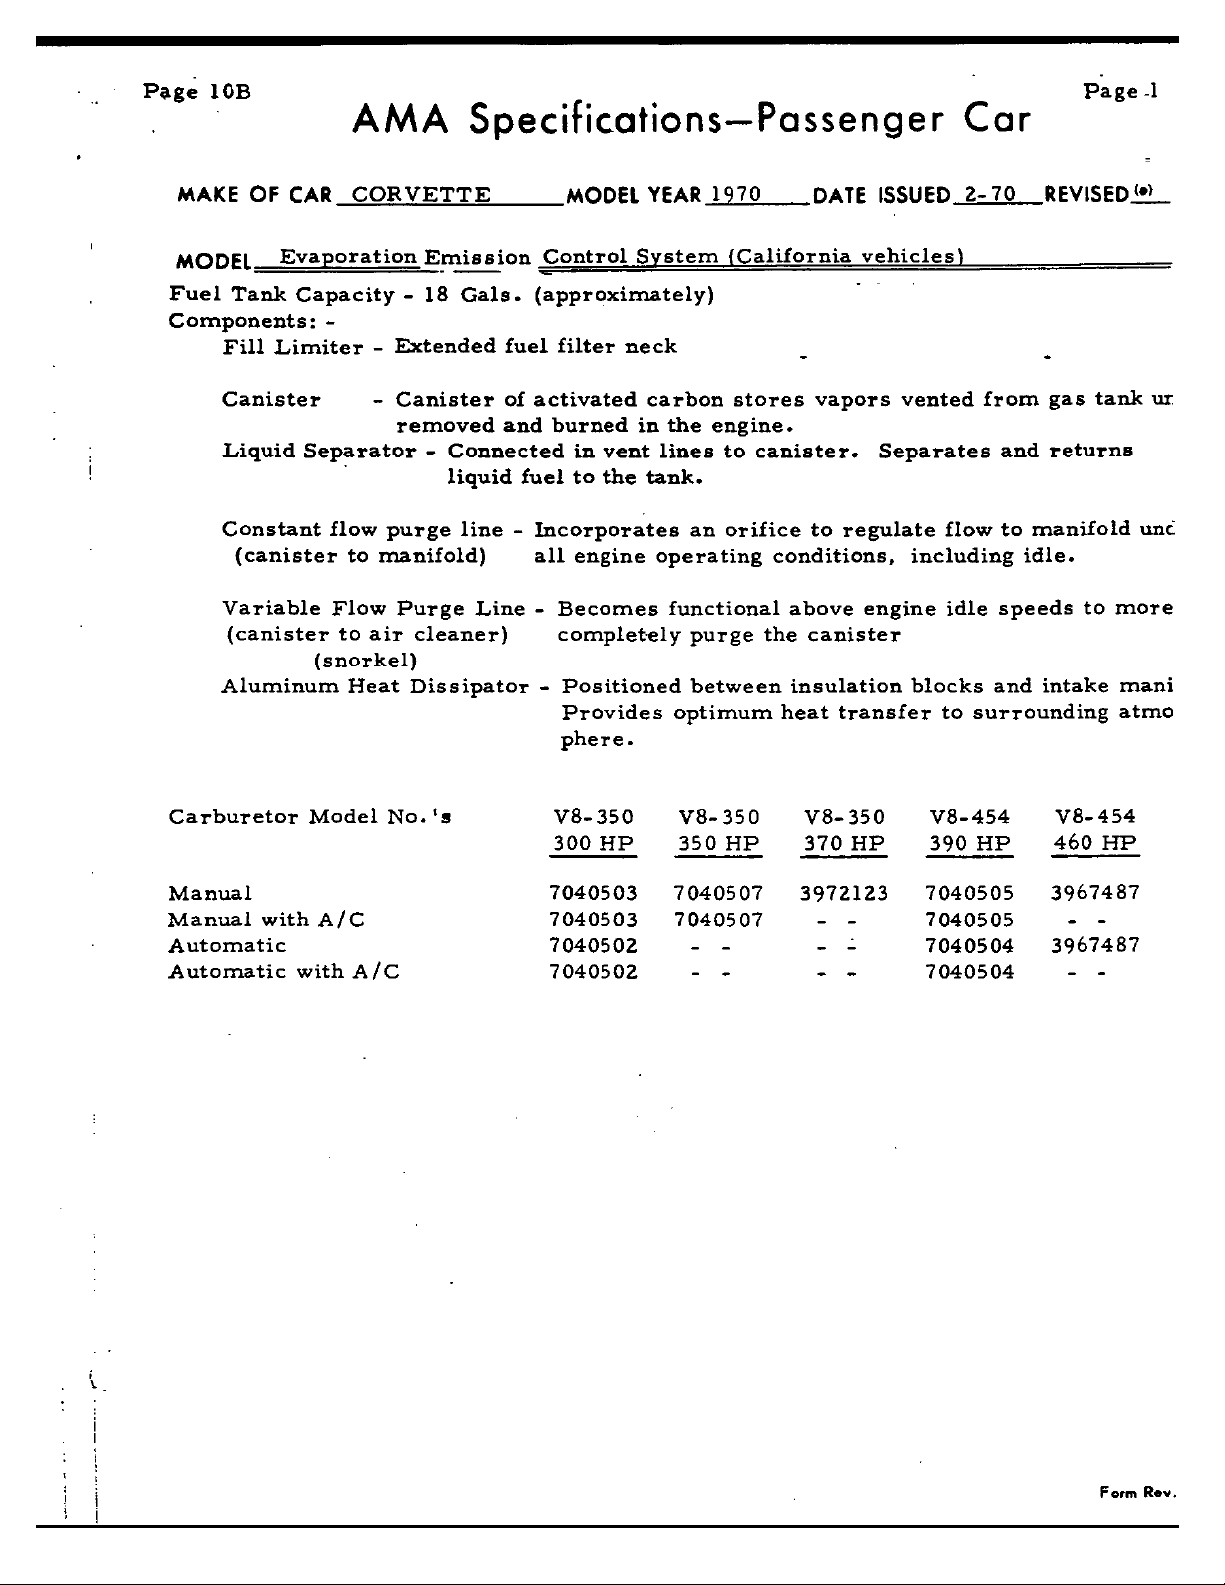 Page 10B Page -1
AMA Specifications—Passenger Car
MAKE OF CAR CORVETTE MODEL YEAR 1970 DATE ISSUED 2-70 REVISED (•)
MODEL Evaporation Emission Control System (California vehicles)
Fuel Tank Capacity - 18 Gals. (approximately)
Components: -
Fill Limiter - Extended fuel filter neck
Canister - Canister of activated carbon stores vapors vented from gas tank
removed and burned in the engine.
Liquid Separator - Connected in vent lines to canister. Separates and returns
liquid fuel to the tank.
Constant flow purge line - Incorporates an orifice to regulate flow to manifold
(canister to manifold) all engine operating conditions, including idle.
Variable Flow Purge Line - Becomes functional above engine idle speeds to more
(canister to air cleaner) completely purge the canister
(snorkel)
Aluminum Heat Dissipator - Positioned between insulation blocks and intake mani
Provides optimum heat transfer to surrounding atmo
phere.
Carburetor Model No.'s V8-350 V8-350 V8-350 V8-454 V8-454
300 HP 350 HP 370 HP 390 HP 460 HP
Manual 7040503 7040507 3972123 7040505 3967487
Manual with A/C 7040503 7040507 - - 7040505 - -
Automatic 7040502 - - - - 7040504 3967487
Automatic with A/C 7040502 - - - - 7040504 - -
Form Rev.